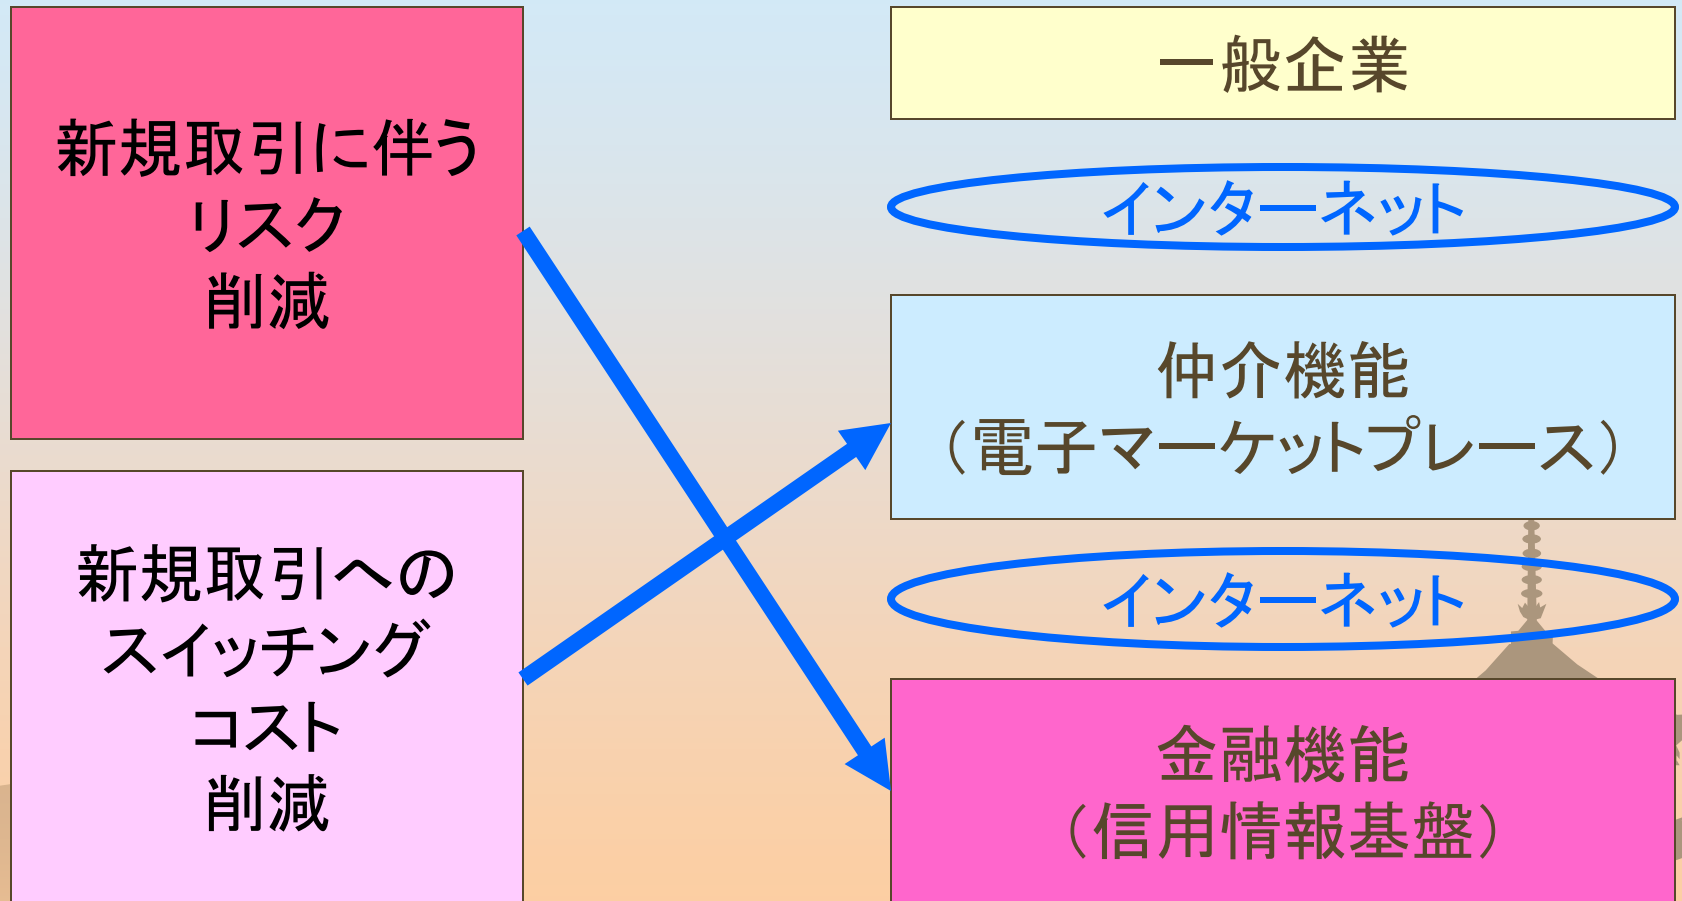 新規取引に伴う
リスク
削減
新規取引への
スイッチング
コスト
削減
一般企業
インターネット
仲介機能
（電子マーケットプレース）
インターネット
金融機能
（信用情報基盤）